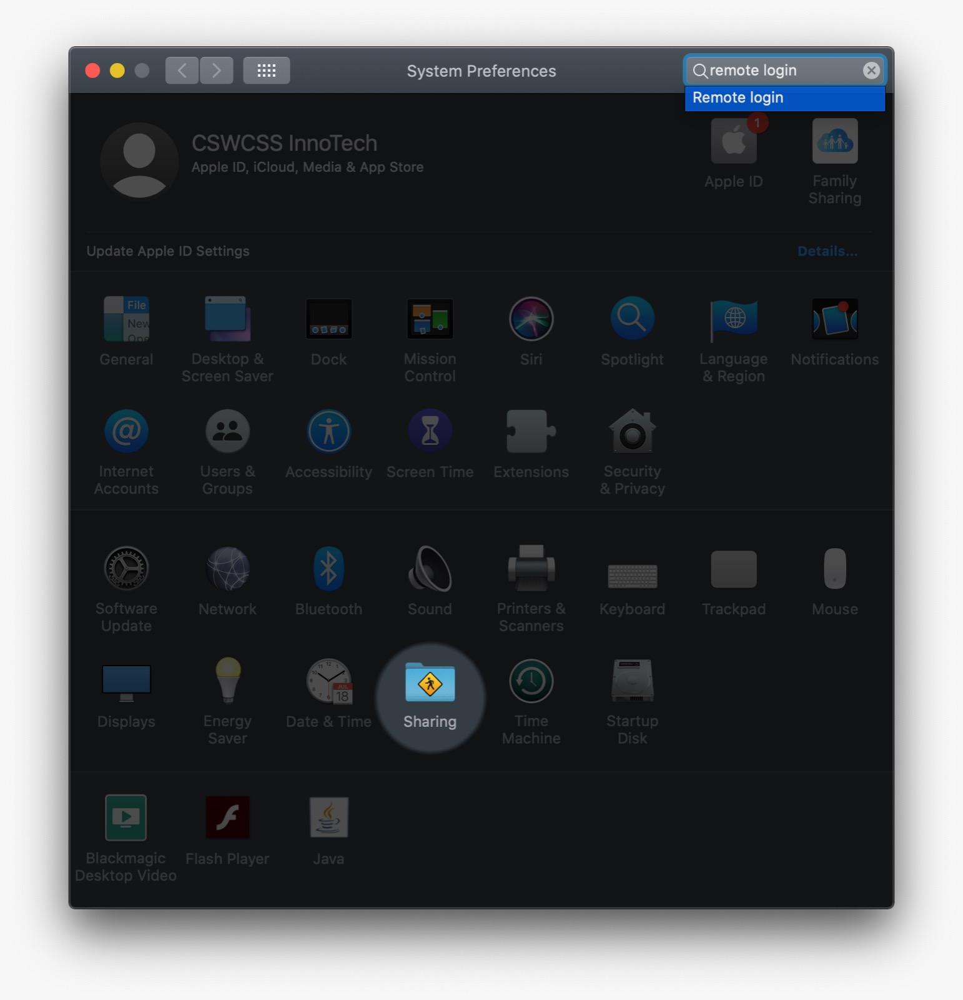 System Preferences
remote login
Remote login
CSWCSS InnoTech
Apple ID, iCloud, Media & App Store
1
Apple ID
Family
Sharing
Update Apple ID Settings
Details...
File
New
Ope
General
Desktop &
Screen Saver
Dock
Mission
Control
Siri
Spotlight
Language
& Region
Notifications
Internet
Accounts
Users &
Groups
Accessibility
Screen Time
Extensions
Security
& Privacy
Software
Update
Network
Bluetooth
Sound
Printers &
Scanners
Keyboard
Trackpad
Mouse
Displays
Energy
Saver
JUL
18
Date & Time
Sharing
Time
Machine
Startup
Disk
Blackmagic
Desktop Video
Flash Player
Java